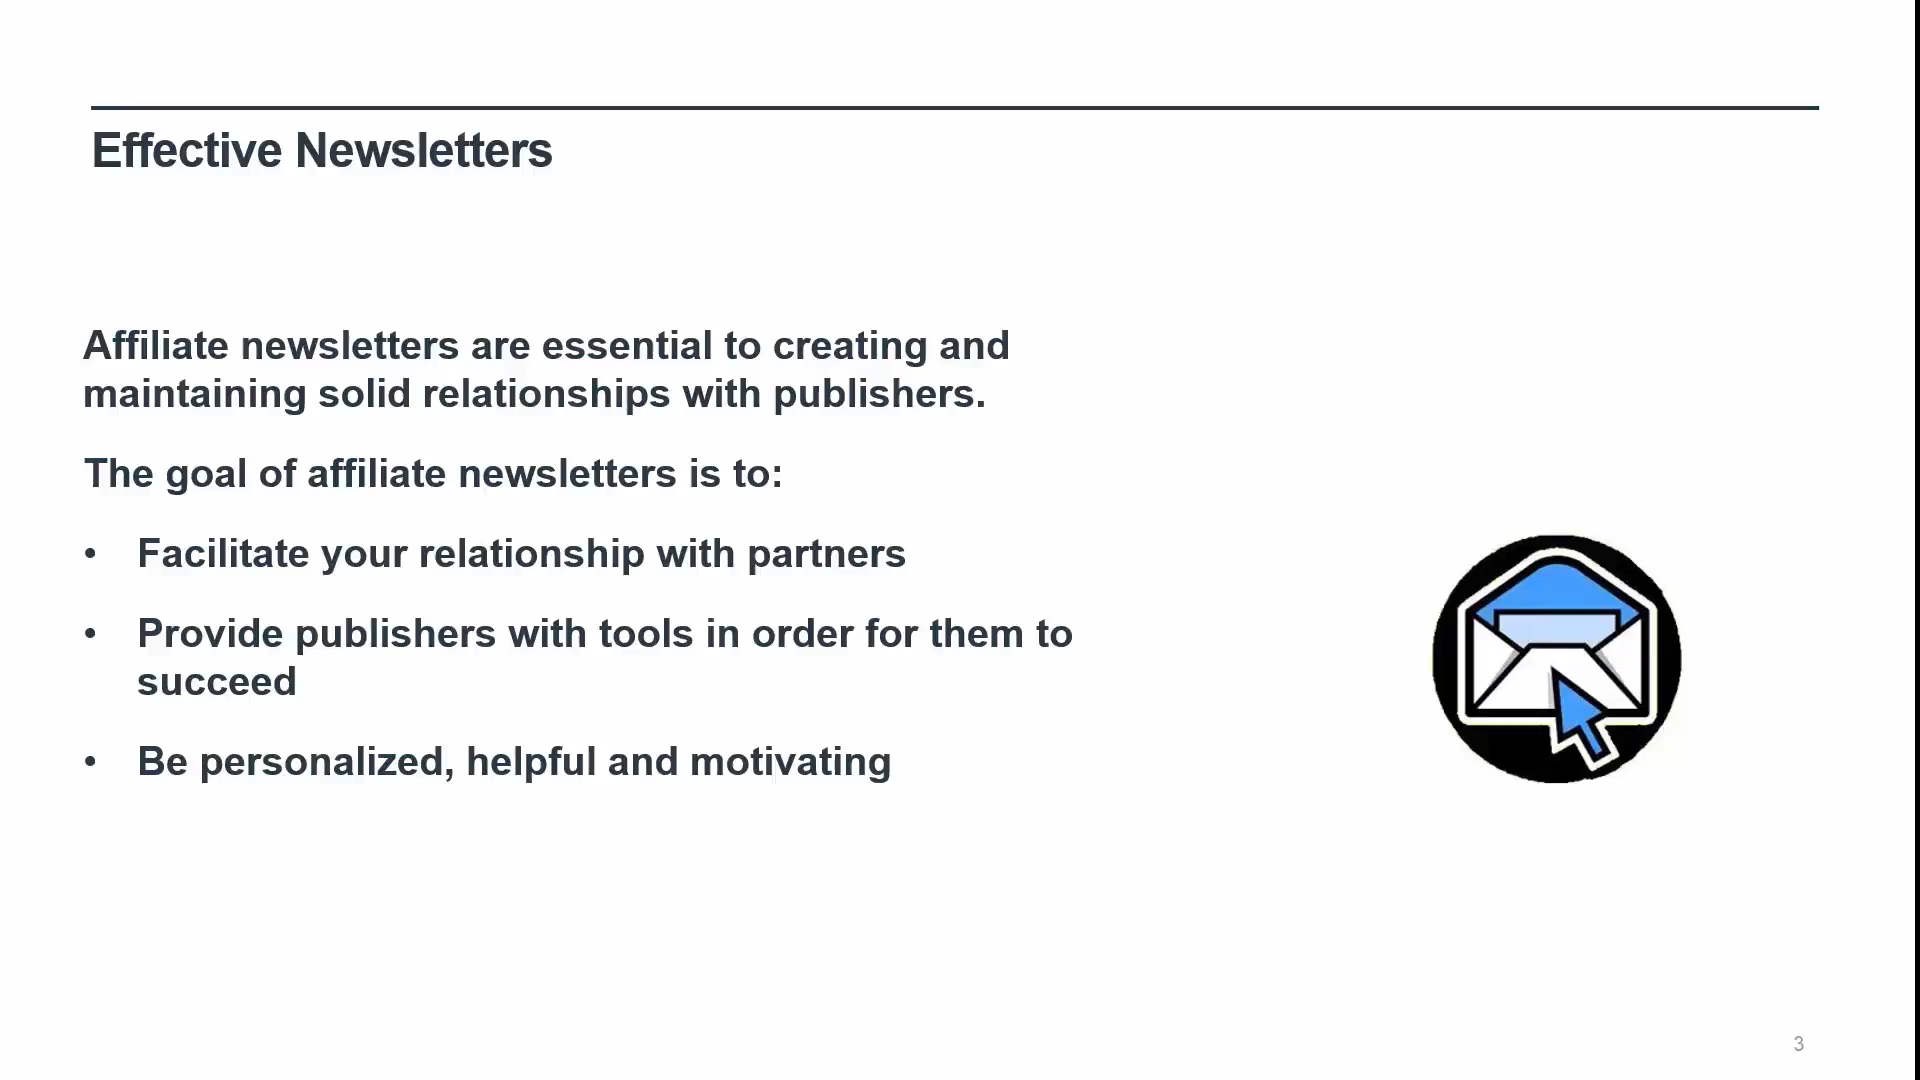 Effective Newsletters
Affiliate newsletters are essential to creating and
maintaining solid relationships with publishers.
The goal of affiliate newsletters is to:
• Facilitate your relationship with partners
• Provide publishers with tools in order for them to
succeed
• Be personalized, helpful and motivating
3